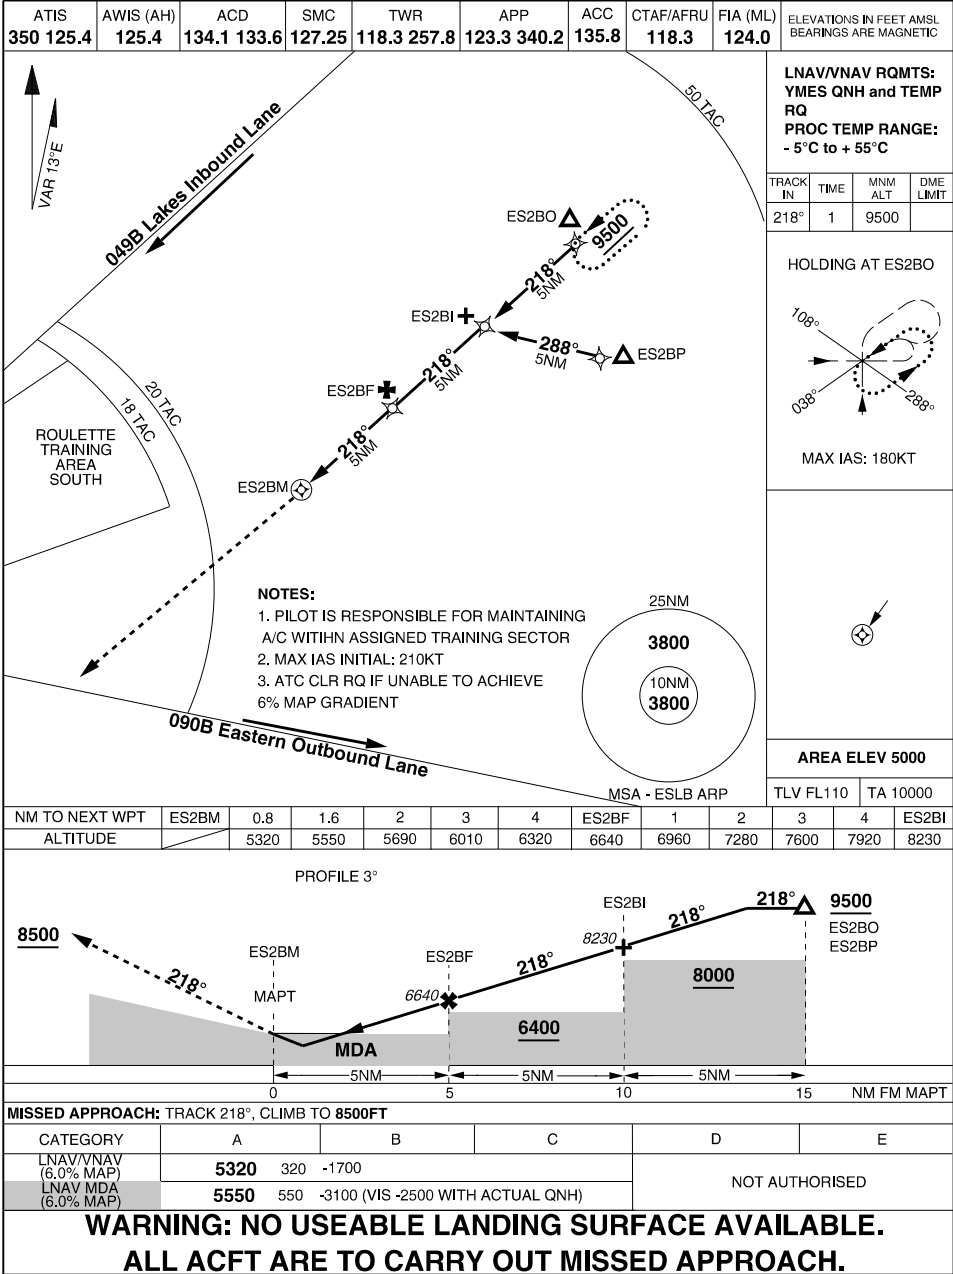 ATIS AWIS (AH) ACD SMC TWR APP ACC CTAF/AFRU FIA (ML) ELEVATIONS IN FEET AMSL
350 125.4 125.4 134.1 133.6 127.25 118.3 257.8 123.3 340.2 135.8 118.3 124.0 BEARINGS ARE MAGNETIC
VAR 13°E
049B Lakes Inbound Lane
50 TAC
ES2BO
9500
218°
5NM
ES2BI
288°
5NM
ES2BP
218°
5NM
ES2BF
218°
5NM
ES2BM
20 TAC
18 TAC
ROULETTE
TRAINING
AREA
SOUTH
NOTES:
1. PILOT IS RESPONSIBLE FOR MAINTAINING
A/C WITIHN ASSIGNED TRAINING SECTOR
2. MAX IAS INITIAL: 210KT
3. ATC CLR RQ IF UNABLE TO ACHIEVE
6% MAP GRADIENT
090B Eastern Outbound Lane
25NM
3800
10NM
3800
MSA - ESLB ARP
LNAV/VNAV RQMTS:
YMES QNH and TEMP
RQ
PROC TEMP RANGE:
- 5°C to + 55°C
TRACK IN TIME MNM ALT DME LIMIT
218° 1 9500
HOLDING AT ES2BO
108°
038°
288°
MAX IAS: 180KT
AREA ELEV 5000
TLV FL110 TA 10000
NM TO NEXT WPT ES2BM 0.8 1.6 2 3 4 ES2BF 1 2 3 4 ES2BI
ALTITUDE 5320 5550 5690 6010 6320 6640 6960 7280 7600 7920 8230
PROFILE 3°
8500
218°
ES2BM
MAPT
MDA
ES2BF
6640
218°
6400
ES2BI
8230
218°
8000
218°
9500
ES2BO
ES2BP
5NM 5NM 5NM
0 5 10 15 NM FM MAPT
MISSED APPROACH: TRACK 218°, CLIMB TO 8500FT
CATEGORY A B C D E
LNAV/VNAV
(6.0% MAP)
5320 320 -1700
LNAV MDA
(6.0% MAP)
5550 550 -3100 (VIS -2500 WITH ACTUAL QNH)
NOT AUTHORISED
WARNING: NO USEABLE LANDING SURFACE AVAILABLE.
ALL ACFT ARE TO CARRY OUT MISSED APPROACH.